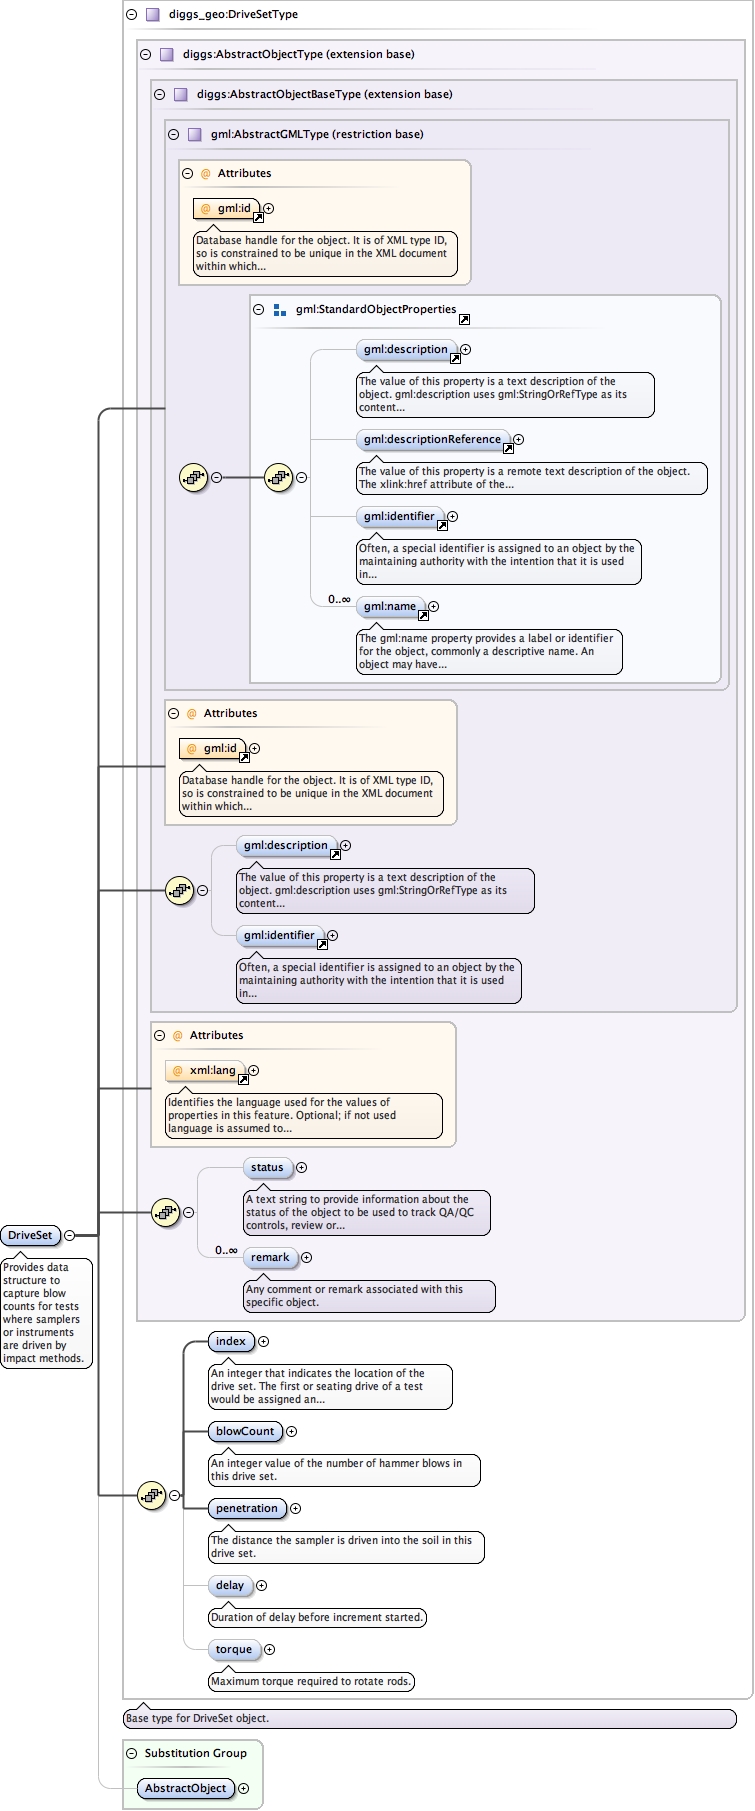 diggs_geo:DriveSetType
diggs:AbstractObjectType (extension base)
diggs:AbstractObjectBaseType (extension base)
gml:AbstractGMLType (restriction base)
@ Attributes
@ gml:id
Database handle for the object. It is of XML type ID,
so is constrained to be unique in the XML document
within which...
gml:StandardObjectProperties
gml:description
The value of this property is a text description of the
object. gml:description uses gml:StringOrRefType as its
content...
gml:descriptionReference
The value of this property is a remote text description of the object.
The xlink:href attribute of the...
gml:identifier
Often, a special identifier is assigned to an object by the
maintaining authority with the intention that it is used
in...
0..∞
gml:name
The gml:name property provides a label or identifier
for the object, commonly a descriptive name. An
object may have...
@ Attributes
@ gml:id
Database handle for the object. It is of XML type ID,
so is constrained to be unique in the XML document
within which...
gml:description
The value of this property is a text description of the
object. gml:description uses gml:StringOrRefType as its
content...
gml:identifier
Often, a special identifier is assigned to an object by the
maintaining authority with the intention that it is used
in...
@ Attributes
@ xml:lang
Identifies the language used for the values of
properties in this feature. Optional; if not used
language is assumed to...
status
A text string to provide information about the
status of the object to be used to track QA/QC
controls, review or...
0..∞
remark
Any comment or remark associated with this
specific object.
DriveSet
Provides data
structure to
capture blow
counts for tests
where samplers
or instruments
are driven by
impact methods.
index
An integer that indicates the location of the
drive set. The first or seating drive of a test
would be assigned an...
blowCount
An integer value of the number of hammer blows in
this drive set.
penetration
The distance the sampler is driven into the soil in this
drive set.
delay
Duration of delay before increment started.
torque
Maximum torque required to rotate rods.
Base type for DriveSet object.
Substitution Group
AbstractObject